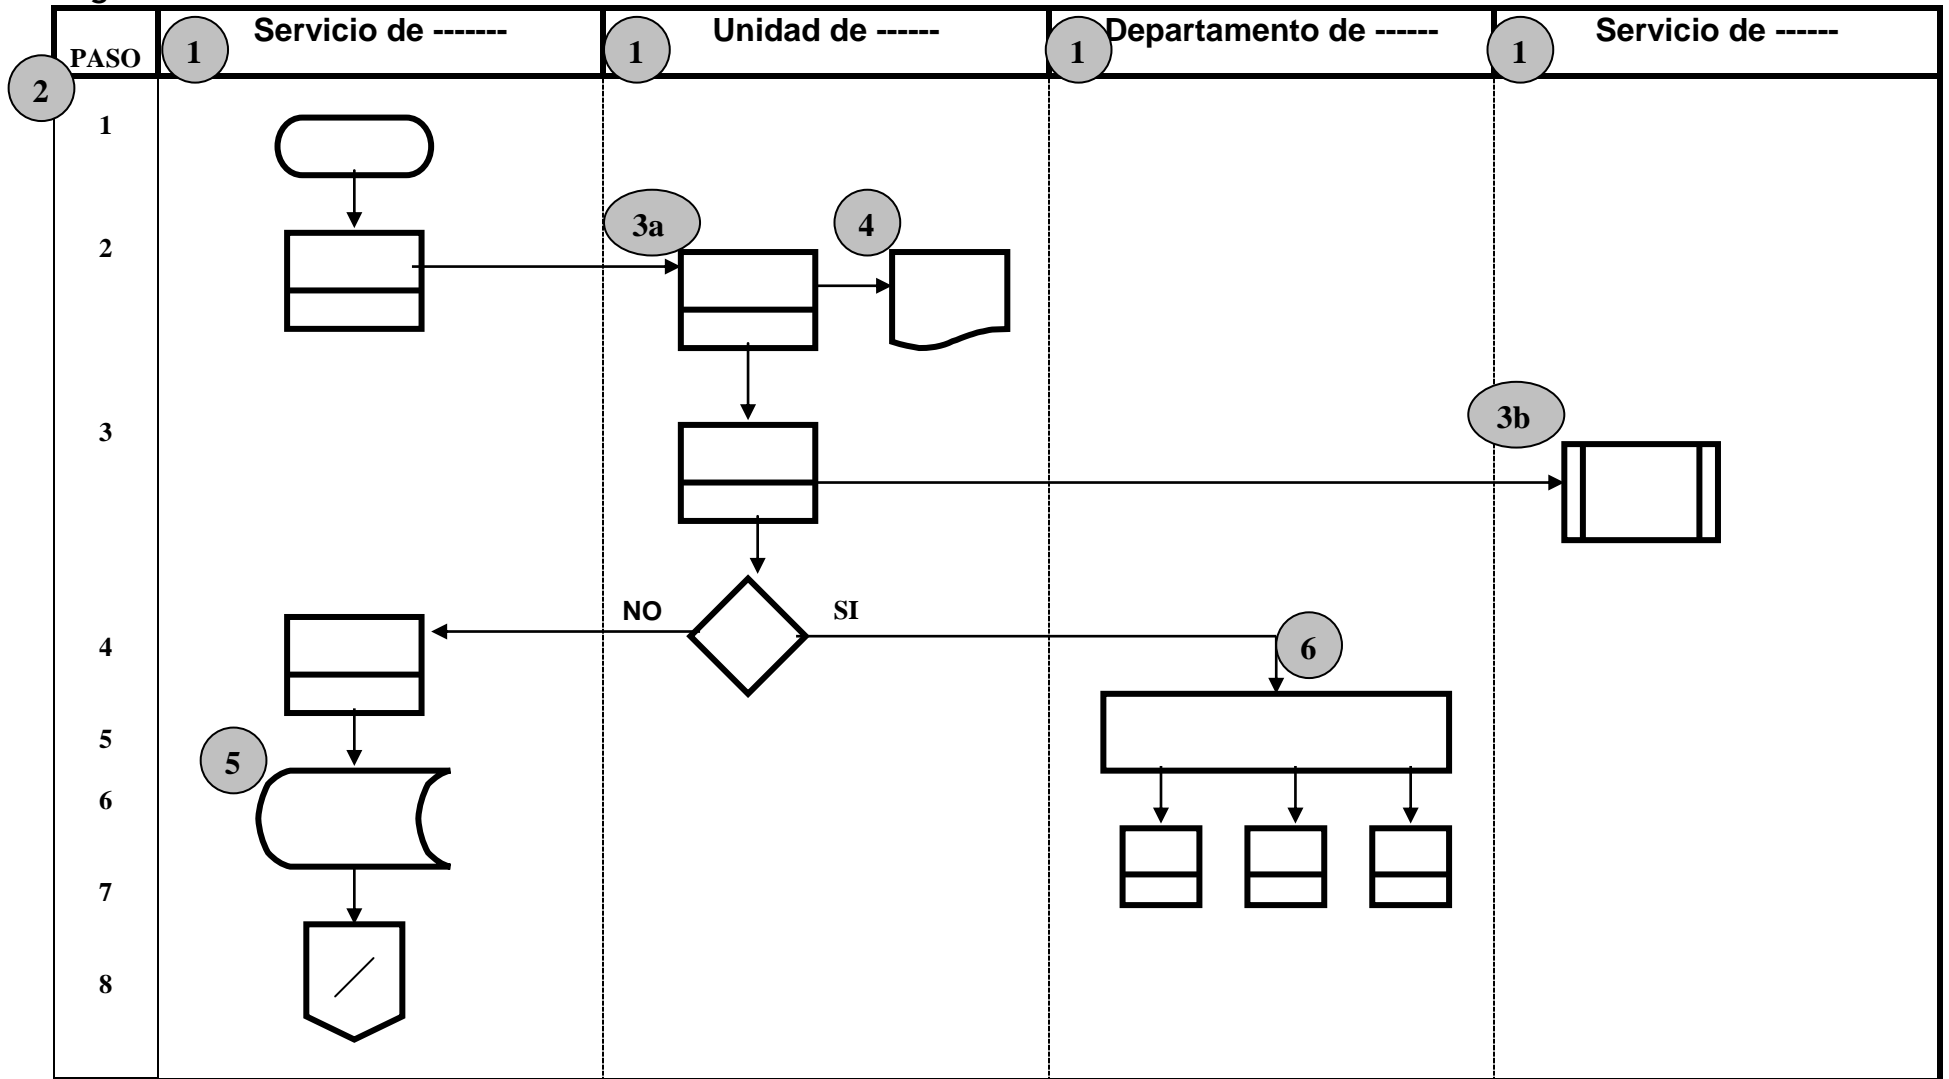 Servicio de -------
Unidad de ------
Departamento de ------
Servicio de ------
PASO
1
1
1
1
2
1
3a
4
2
3
3b
NO
SI
4
6
5
5
6
7
8